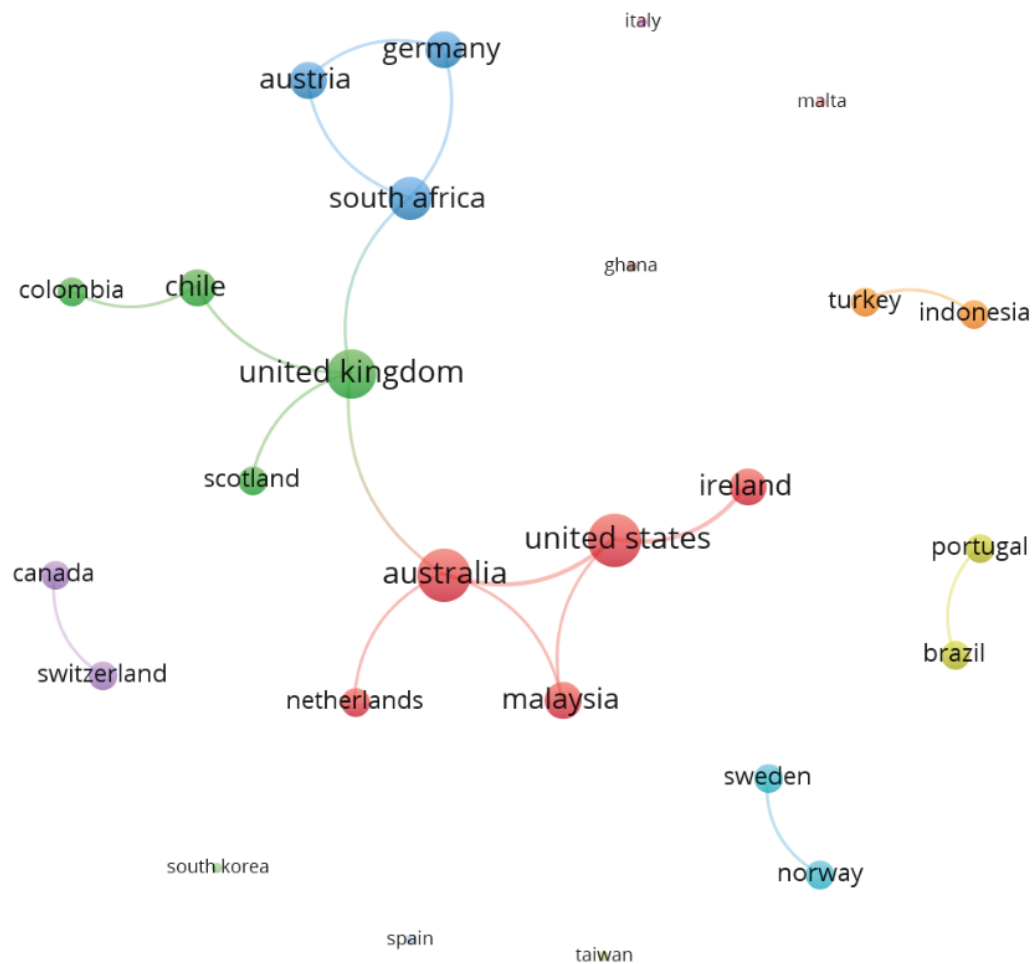 italy
germany
austria
malta
south africa
ghana
chile
colombia
turkey
indonesia
united kingdom
scotland
ireland
united states
portugal
australia
canada
brazil
switzerland
netherlands
malaysia
sweden
south korea
norway
spain
taiwan